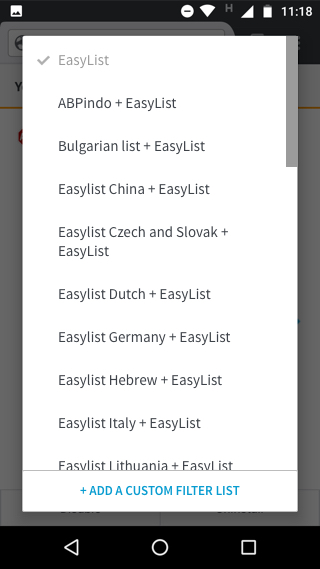 H 11:18
EasyList
ABPindo + EasyList
Bulgarian list + EasyList
Easylist China + EasyList
Easylist Czech and Slovak +
EasyList
Easylist Dutch + EasyList
Easylist Germany + EasyList
Easylist Hebrew + EasyList
Easylist Italy + EasyList
Easylist Lithuania + EasyList
+ ADD A CUSTOM FILTER LIST